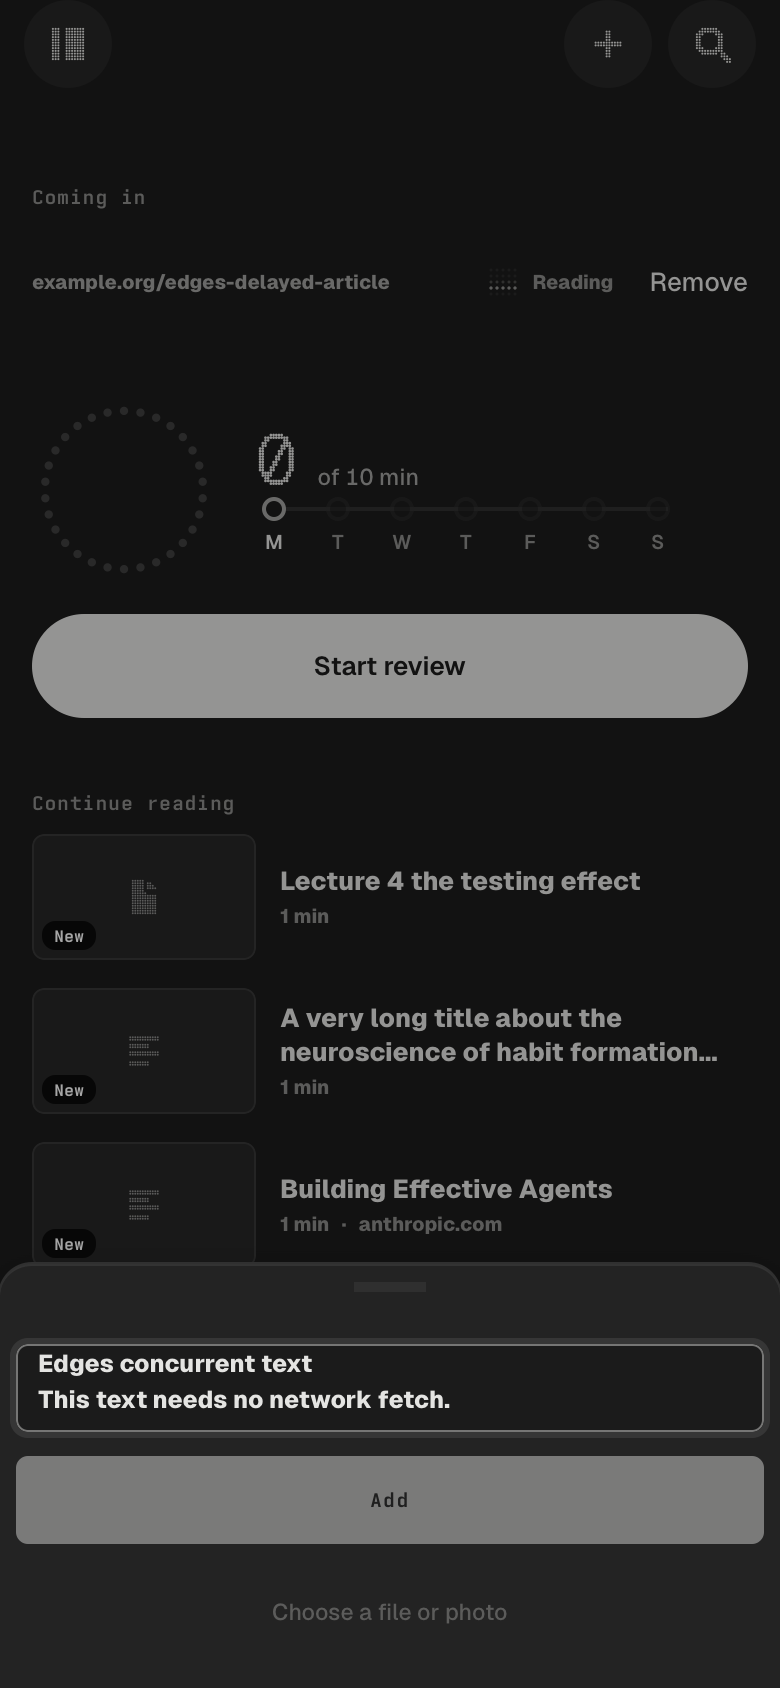 Coming in
example.org/edges-delayed-article Reading Remove
0 of 10 min
M T W T F S S
Start review
Continue reading
New
Lecture 4 the testing effect
1 min
New
A very long title about the
neuroscience of habit formation...
1 min
New
Building Effective Agents
1 min · anthropic.com
Edges concurrent text
This text needs no network fetch.
Add
Choose a file or photo